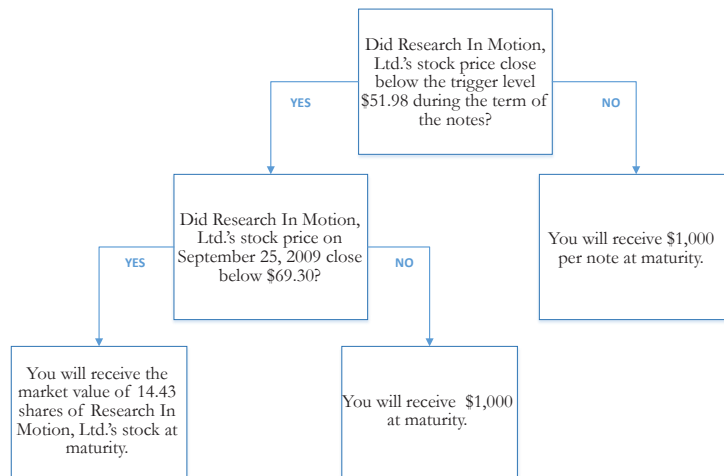 Did Research In Motion,
Ltd.'s stock price close
below the trigger level
$51.98 during the term of
the notes?
YES
NO
Did Research In Motion,
Ltd.'s stock price on
September 25, 2009 close
below $69.30?
You will receive $1,000
per note at maturity.
YES
NO
You will receive the
market value of 14.43
shares of Research In
Motion, Ltd.'s stock at
maturity.
You will receive $1,000
at maturity.